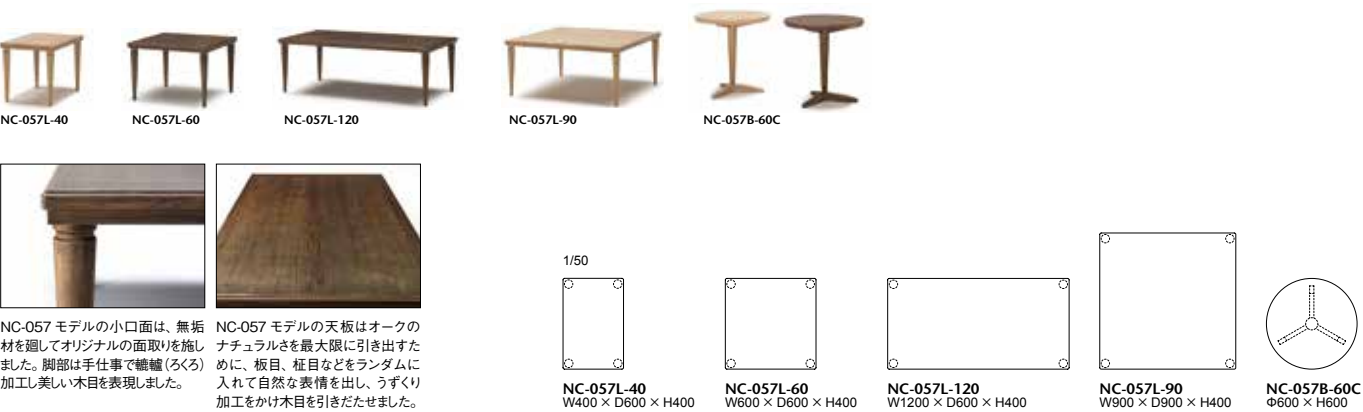 NC-057L-40
NC-057L-60
NC-057L-120
NC-057L-90
NC-057B-60C
NC-057 モデルの小口面は、無垢
材を廻してオリジナルの面取りを施し
ました。脚部は手仕事で轆轤(ろくろ)
加工し美しい木目を表現しました。
NC-057 モデルの天板はオークの
ナチュラルさを最大限に引き出すた
めに、板目、柾目などをランダムに
入れて自然な表情を出し、うずくり
加工をかけ木目を引きだたせました。
1/50
NC-057L-40
W400 × D600 × H400
NC-057L-60
W600 × D600 × H400
NC-057L-120
W1200 × D600 × H400
NC-057L-90
W900 × D900 × H400
NC-057B-60C
Φ600 × H600